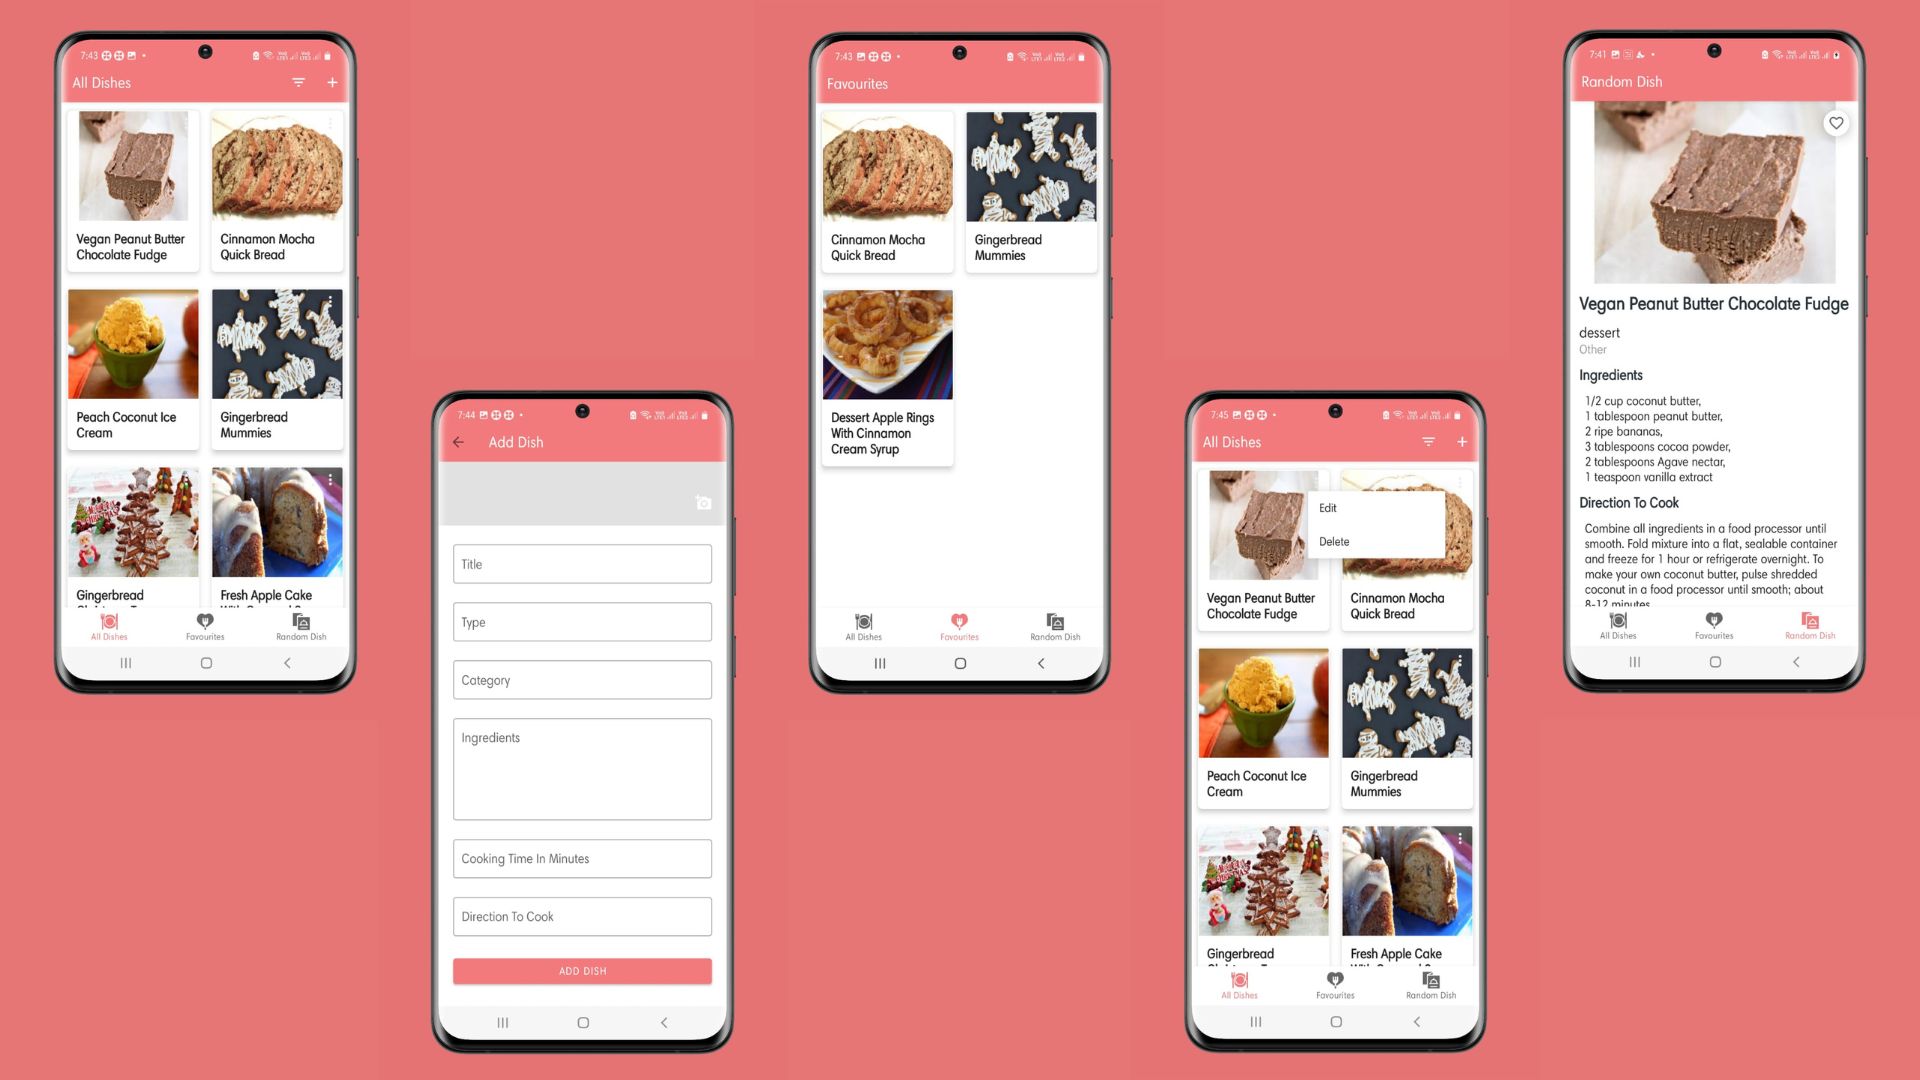 7:43
All Dishes
Vegan Peanut Butter
Chocolate Fudge
Cinnamon Mocha
Quick Bread
Peach Coconut Ice
Cream
Gingerbread
Mummies
Gingerbread
Fresh Apple Cake
All Dishes
Favourites
Random Dish
7:44
Add Dish
Title
Type
Category
Ingredients
Cooking Time In Minutes
Direction To Cook
ADD DISH
7:43
Favourites
Cinnamon Mocha
Quick Bread
Gingerbread
Mummies
Dessert Apple Rings
With Cinnamon
Cream Syrup
All Dishes
Favourites
Random Dish
7:45
All Dishes
Edit
Delete
Vegan Peanut Butter
Chocolate Fudge
Cinnamon Mocha
Quick Bread
Peach Coconut Ice
Cream
Gingerbread
Mummies
Gingerbread
Fresh Apple Cake
All Dishes
Favourites
Random Dish
7:41
Random Dish
Vegan Peanut Butter Chocolate Fudge
dessert
Other
Ingredients
1/2 cup coconut butter,
1 tablespoon peanut butter,
2 ripe bananas,
3 tablespoons cocoa powder,
2 tablespoons Agave nectar,
1 teaspoon vanilla extract
Direction To Cook
Combine all ingredients in a food processor until
smooth. Fold mixture into a flat, sealable container
and freeze for 1 hour or refrigerate overnight. To
make your own coconut butter, pulse shredded
coconut in a food processor until smooth; about
8-12 minutes
All Dishes
Favourites
Random Dish